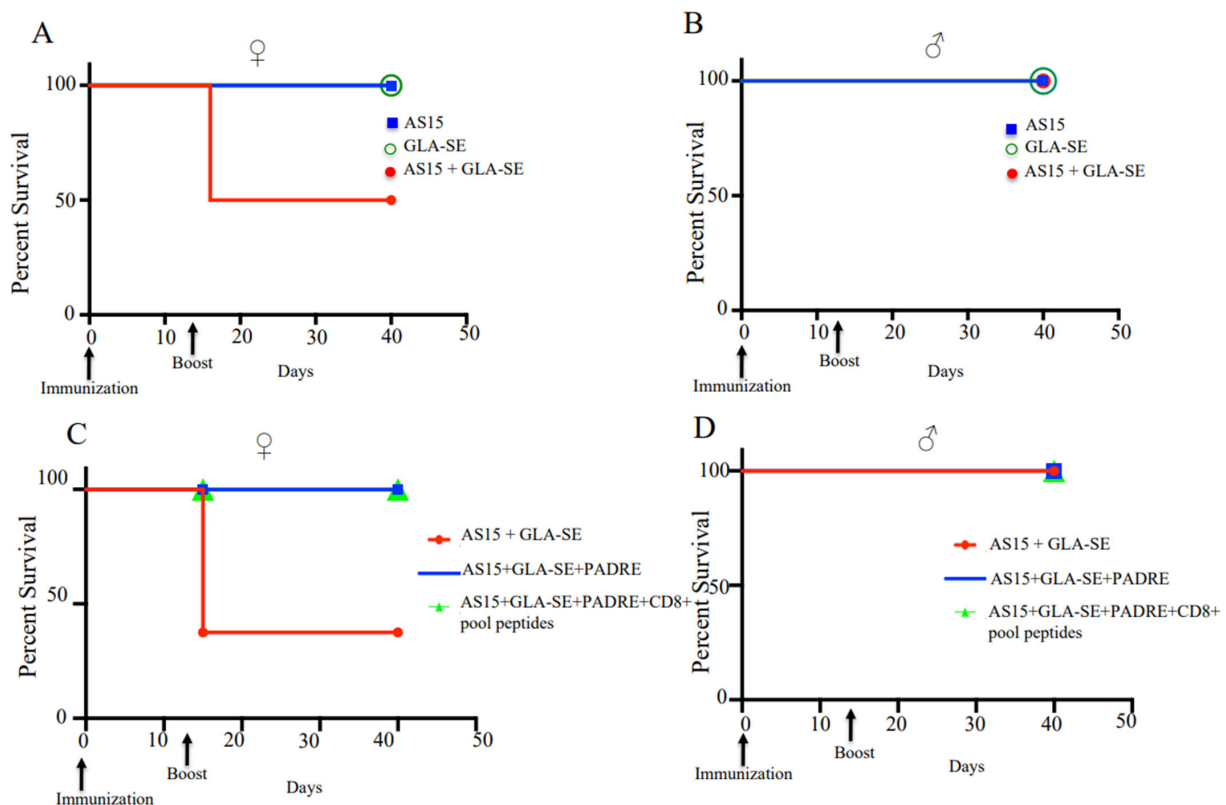 A
♀
Percent Survival
100
50
0
AS15
GLA-SE
AS15 + GLA-SE
0 10 20 30 40 50
Boost
Days
Immunization
B
♂
Percent Survival
100
50
0
AS15
GLA-SE
AS15 + GLA-SE
0 10 20 30 40 50
Boost
Days
Immunization
C
♀
Percent Survival
100
50
0
AS15 + GLA-SE
AS15+GLA-SE+PADRE
AS15+GLA-SE+PADRE+CD8+
pool peptides
0 10 20 30 40 50
Boost
Days
Immunization
D
♂
Percent Survival
100
50
0
AS15 + GLA-SE
AS15+GLA-SE+PADRE
AS15+GLA-SE+PADRE+CD8+
pool peptides
0 10 20 30 40 50
Boost
Days
Immunization